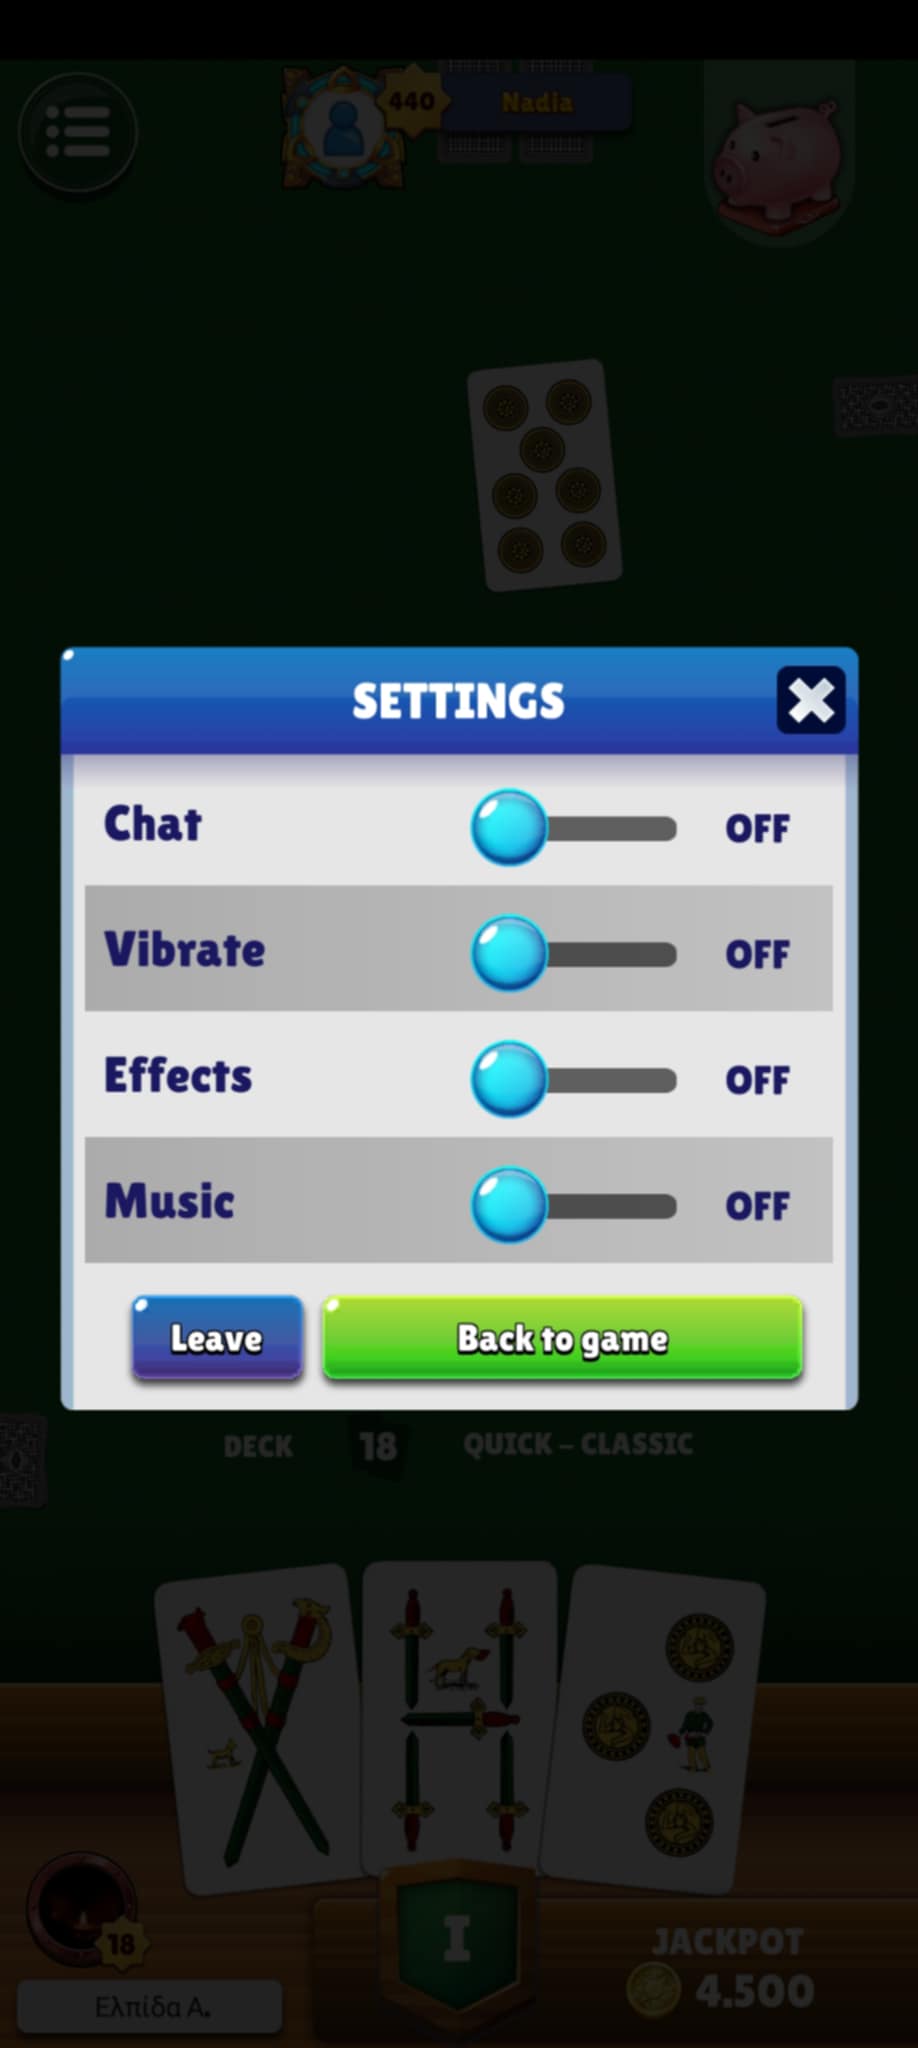 440
Nadia
SETTINGS
Chat OFF
Vibrate OFF
Effects OFF
Music OFF
Leave Back to game
DECK 18 QUICK – CLASSIC
18
Ελπίδα Α.
I
JACKPOT
4.500